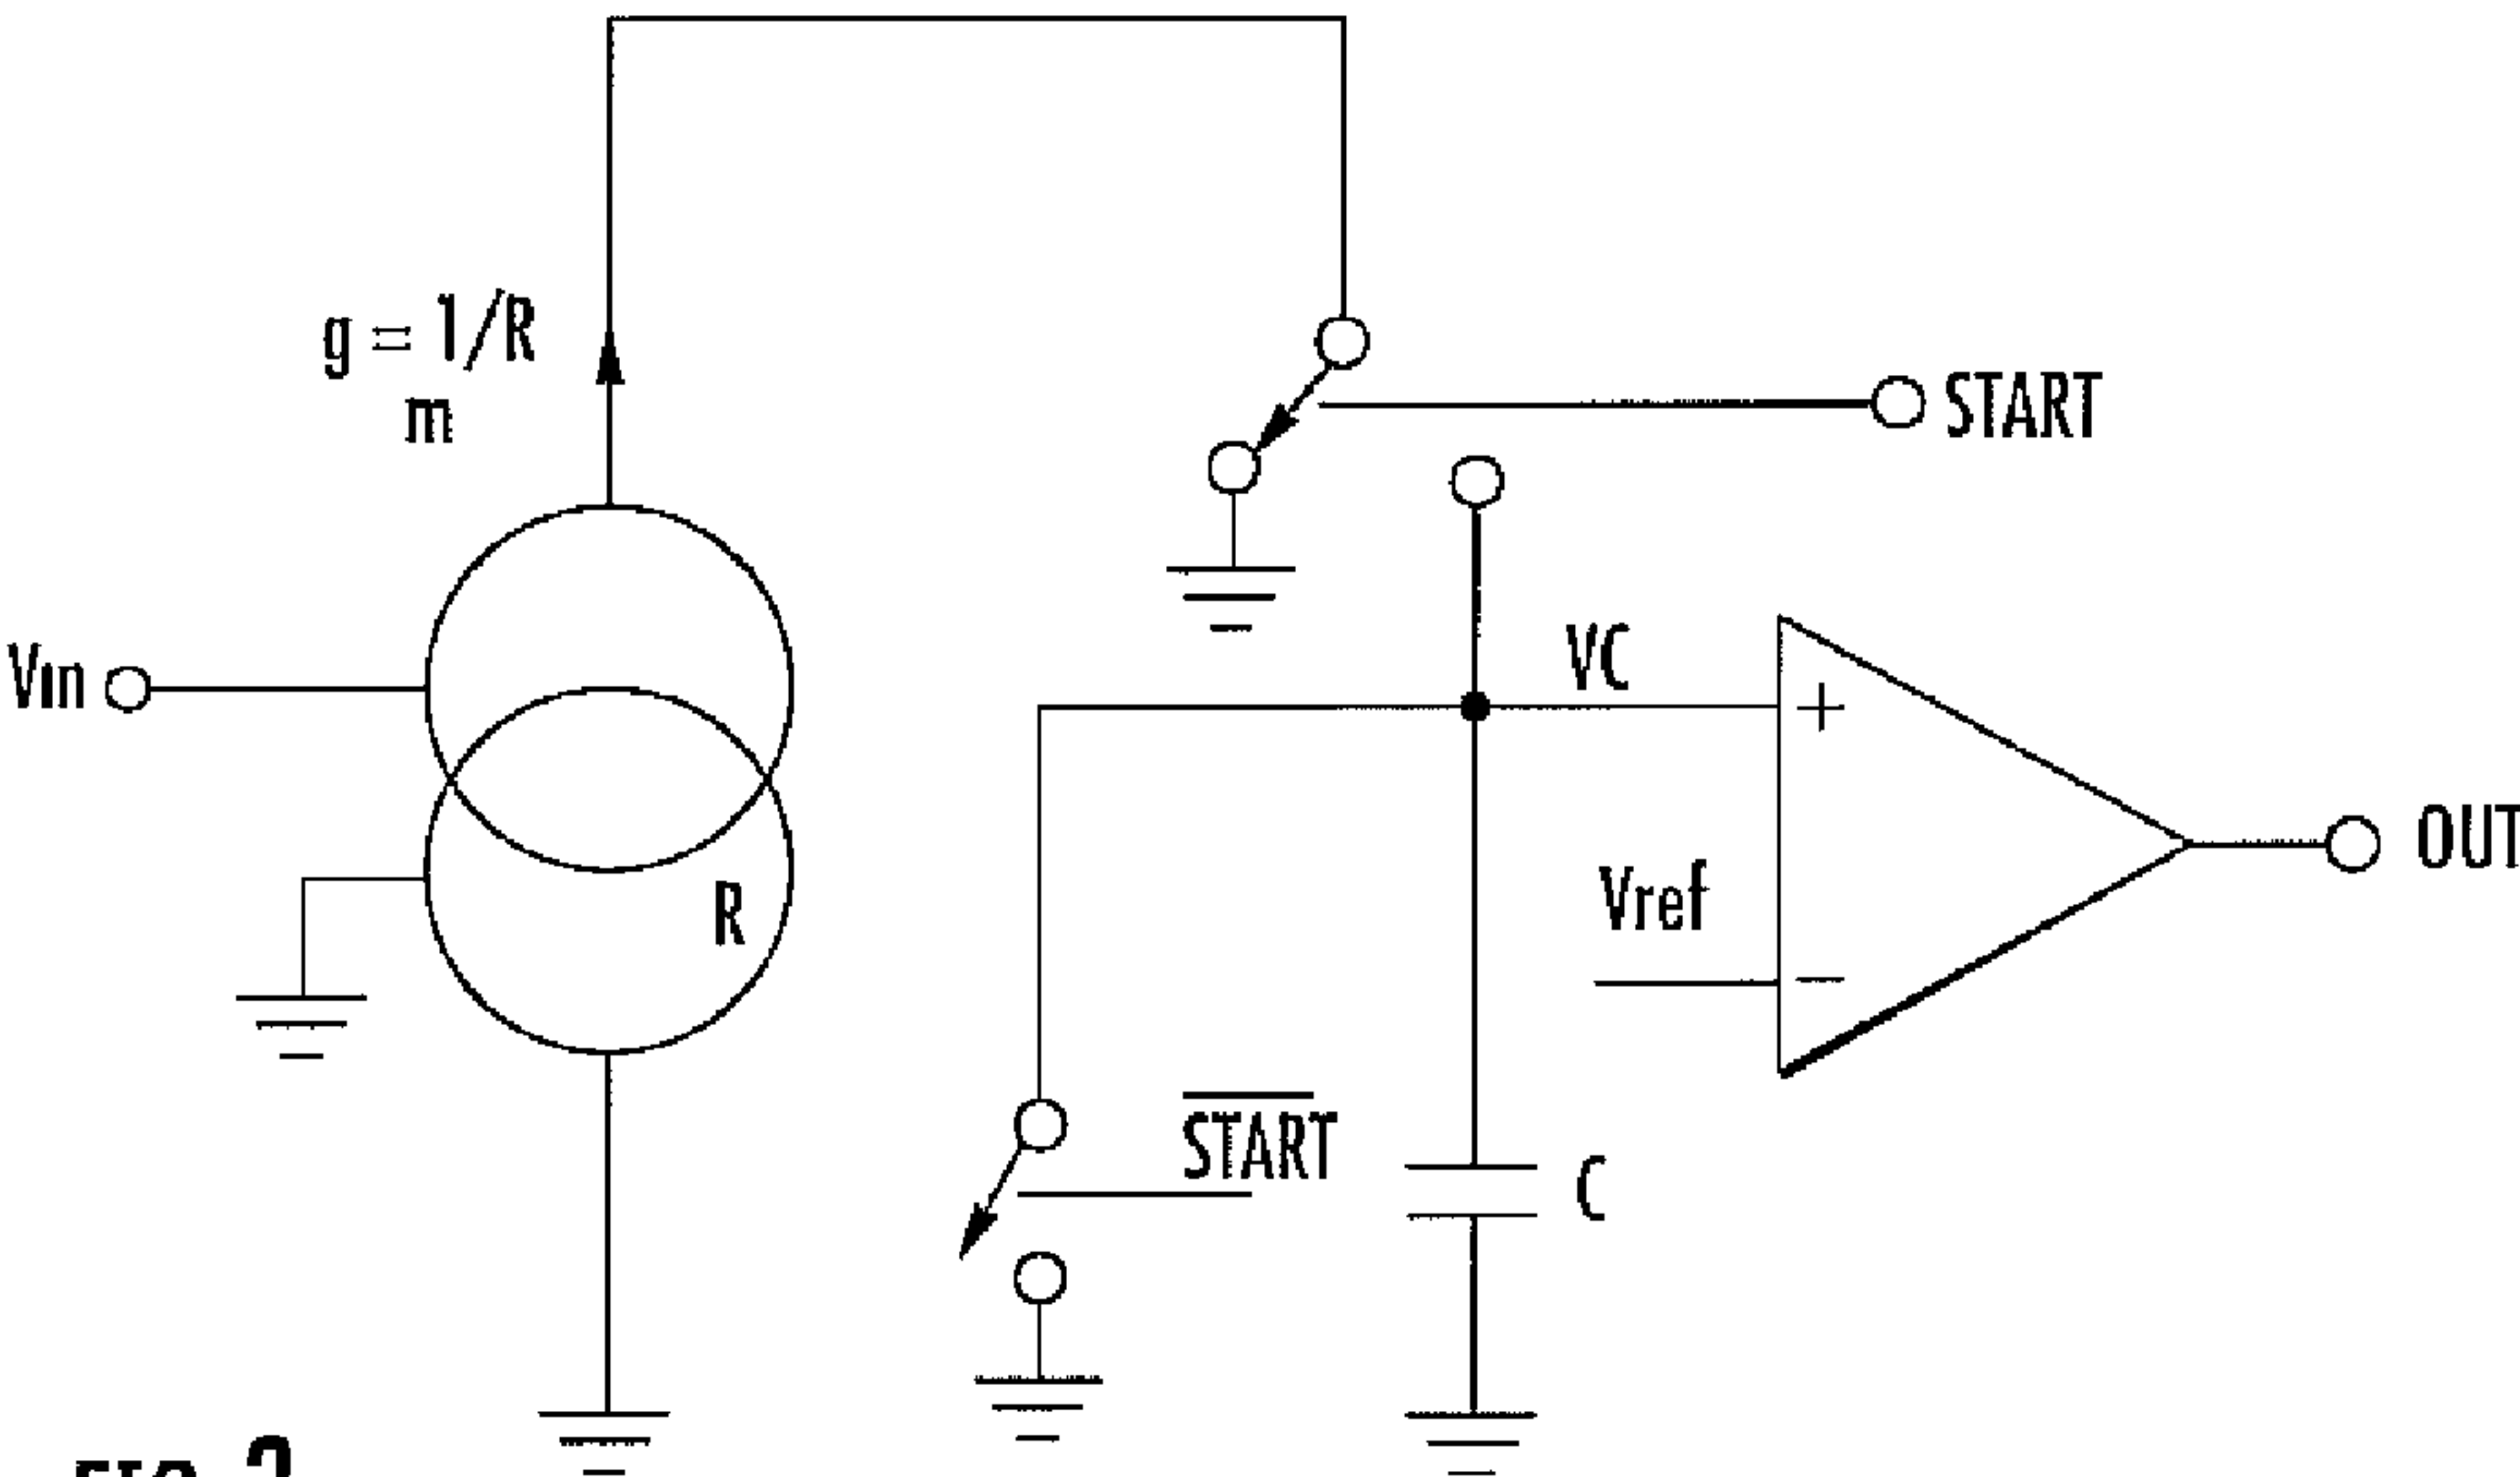 g = 1/R
m
START
Vin
VC
+
R
Vref
−
OUT
START
C